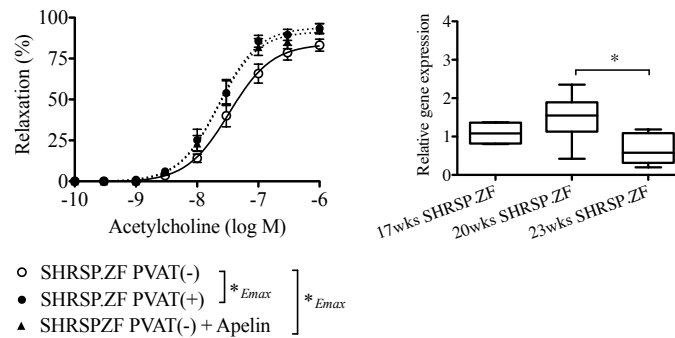 Relaxation (%)
100
75
50
25
0
-10
-9
-8
-7
-6
Acetylcholine (log M)
SHRSP.ZF PVAT(-)
SHRSP.ZF PVAT(+)
SHRSPZF PVAT(-) + Apelin
*Emax
*Emax
Relative gene expression
4
3
2
1
0
*
17wks SHRSP.ZF
20wks SHRSP.ZF
23wks SHRSP.ZF